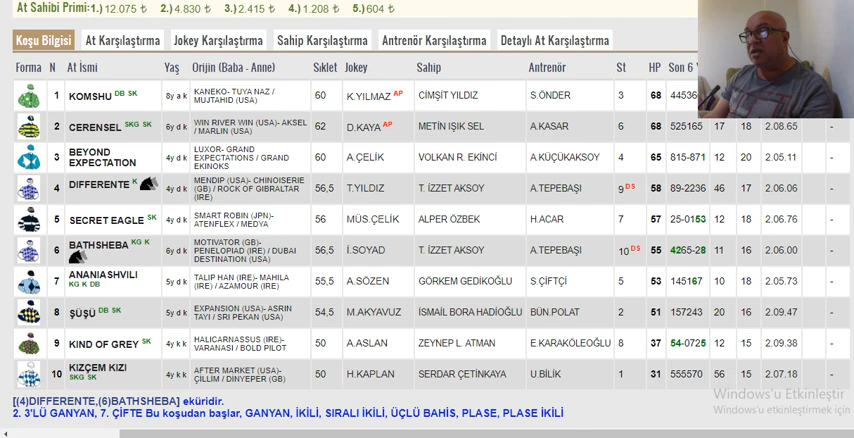 At Sahibi Primi: 1.) 12.075 ₺ 2.) 4.830 ₺ 3.) 2.415 ₺ 4.) 1.208 ₺ 5.) 604 ₺
Koşu Bilgisi At Karşılaştırma Jokey Karşılaştırma Sahip Karşılaştırma Antrenör Karşılaştırma Detaylı At Karşılaştırma
Forma N At İsmi Yaş Orijin (Baba - Anne) Sıklet Jokey Sahip Antrenör St HP Son 6 Y
1 KOMSHU DB SK 8y a k KANEKO- TUYA NAZ / MUJTAHID (USA) 60 K.YILMAZ AP CİMŞİT YILDIZ S.ÖNDER 3 68 44536
2 CERENSEL SKG SK 6y d k WIN RIVER WIN (USA)- AKSEL / MARLIN (USA) 62 D.KAYA AP METİN IŞIK SEL A.KASAR 6 68 525165 17 18 2.08.65 -
3 BEYOND EXPECTATION 4y d k LUXOR- GRAND EXPECTATIONS / GRAND EKINOKS 60 A.ÇELİK VOLKAN R. EKİNCİ A.KÜÇÜKAKSOY 4 65 815-871 12 20 2.05.11 -
4 DIFFERENTE K 4y d k MENDIP (USA)- CHINOISERIE (GB) / ROCK OF GIBRALTAR (IRE) 56,5 T.YILDIZ T. İZZET AKSOY A.TEPEBAŞI 9 DS 58 89-2236 46 17 2.06.06 -
5 SECRET EAGLE SK 4y d k SMART ROBIN (JPN)- ATENFLEX / MEDYA 56 MÜS.ÇELİK ALPER ÖZBEK H.ACAR 7 57 25-0153 12 18 2.06.76 -
6 BATHSHEBA KG K 6y d k MOTIVATOR (GB)- PENELOPIAD (IRE) / DUBAI DESTINATION (USA) 56,5 İ.SOYAD T. İZZET AKSOY A.TEPEBAŞI 10 DS 55 4265-28 11 16 2.06.00 -
7 ANANIASHVILI KG K DB 5y d k TALIP HAN (IRE)- MAHILA (IRE) / AZAMOUR (IRE) 55,5 A.SÖZEN GÖRKEM GEDİKOĞLU S.ÇİFTÇİ 5 53 145167 10 18 2.05.73 -
8 ŞÜŞÜ DB SK 5y d k EXPANSION (USA)- ASRIN TAYI / SRI PEKAN (USA) 54,5 M.AKYAVUZ İSMAİL BORA HADİOĞLU BÜN.POLAT 2 51 157243 20 16 2.09.47 -
9 KIND OF GREY SK 4y k k HALICARNASSUS (IRE)- VARANASI / BOLD PILOT 50 A.ASLAN ZEYNEP L. ATMAN E.KARAKÖLEOĞLU 8 37 54-0725 12 15 2.09.38 -
10 KIZÇEM KIZI SKG SK 4y k k AFTER MARKET (USA)- ÇILLIM / DINYEPER (GB) 50 H.KAPLAN SERDAR ÇETİNKAYA U.BİLİK 1 31 555570 56 15 2.07.18 -
[(4)DIFFERENTE,(6)BATHSHEBA] eküridir.
2. 3'LÜ GANYAN, 7. ÇİFTE Bu koşudan başlar, GANYAN, İKİLİ, SIRALI İKİLİ, ÜÇLÜ BAHİS, PLASE, PLASE İKİLİ
Windows'u Etkinleştir
Windows'u etkinleştirmek için